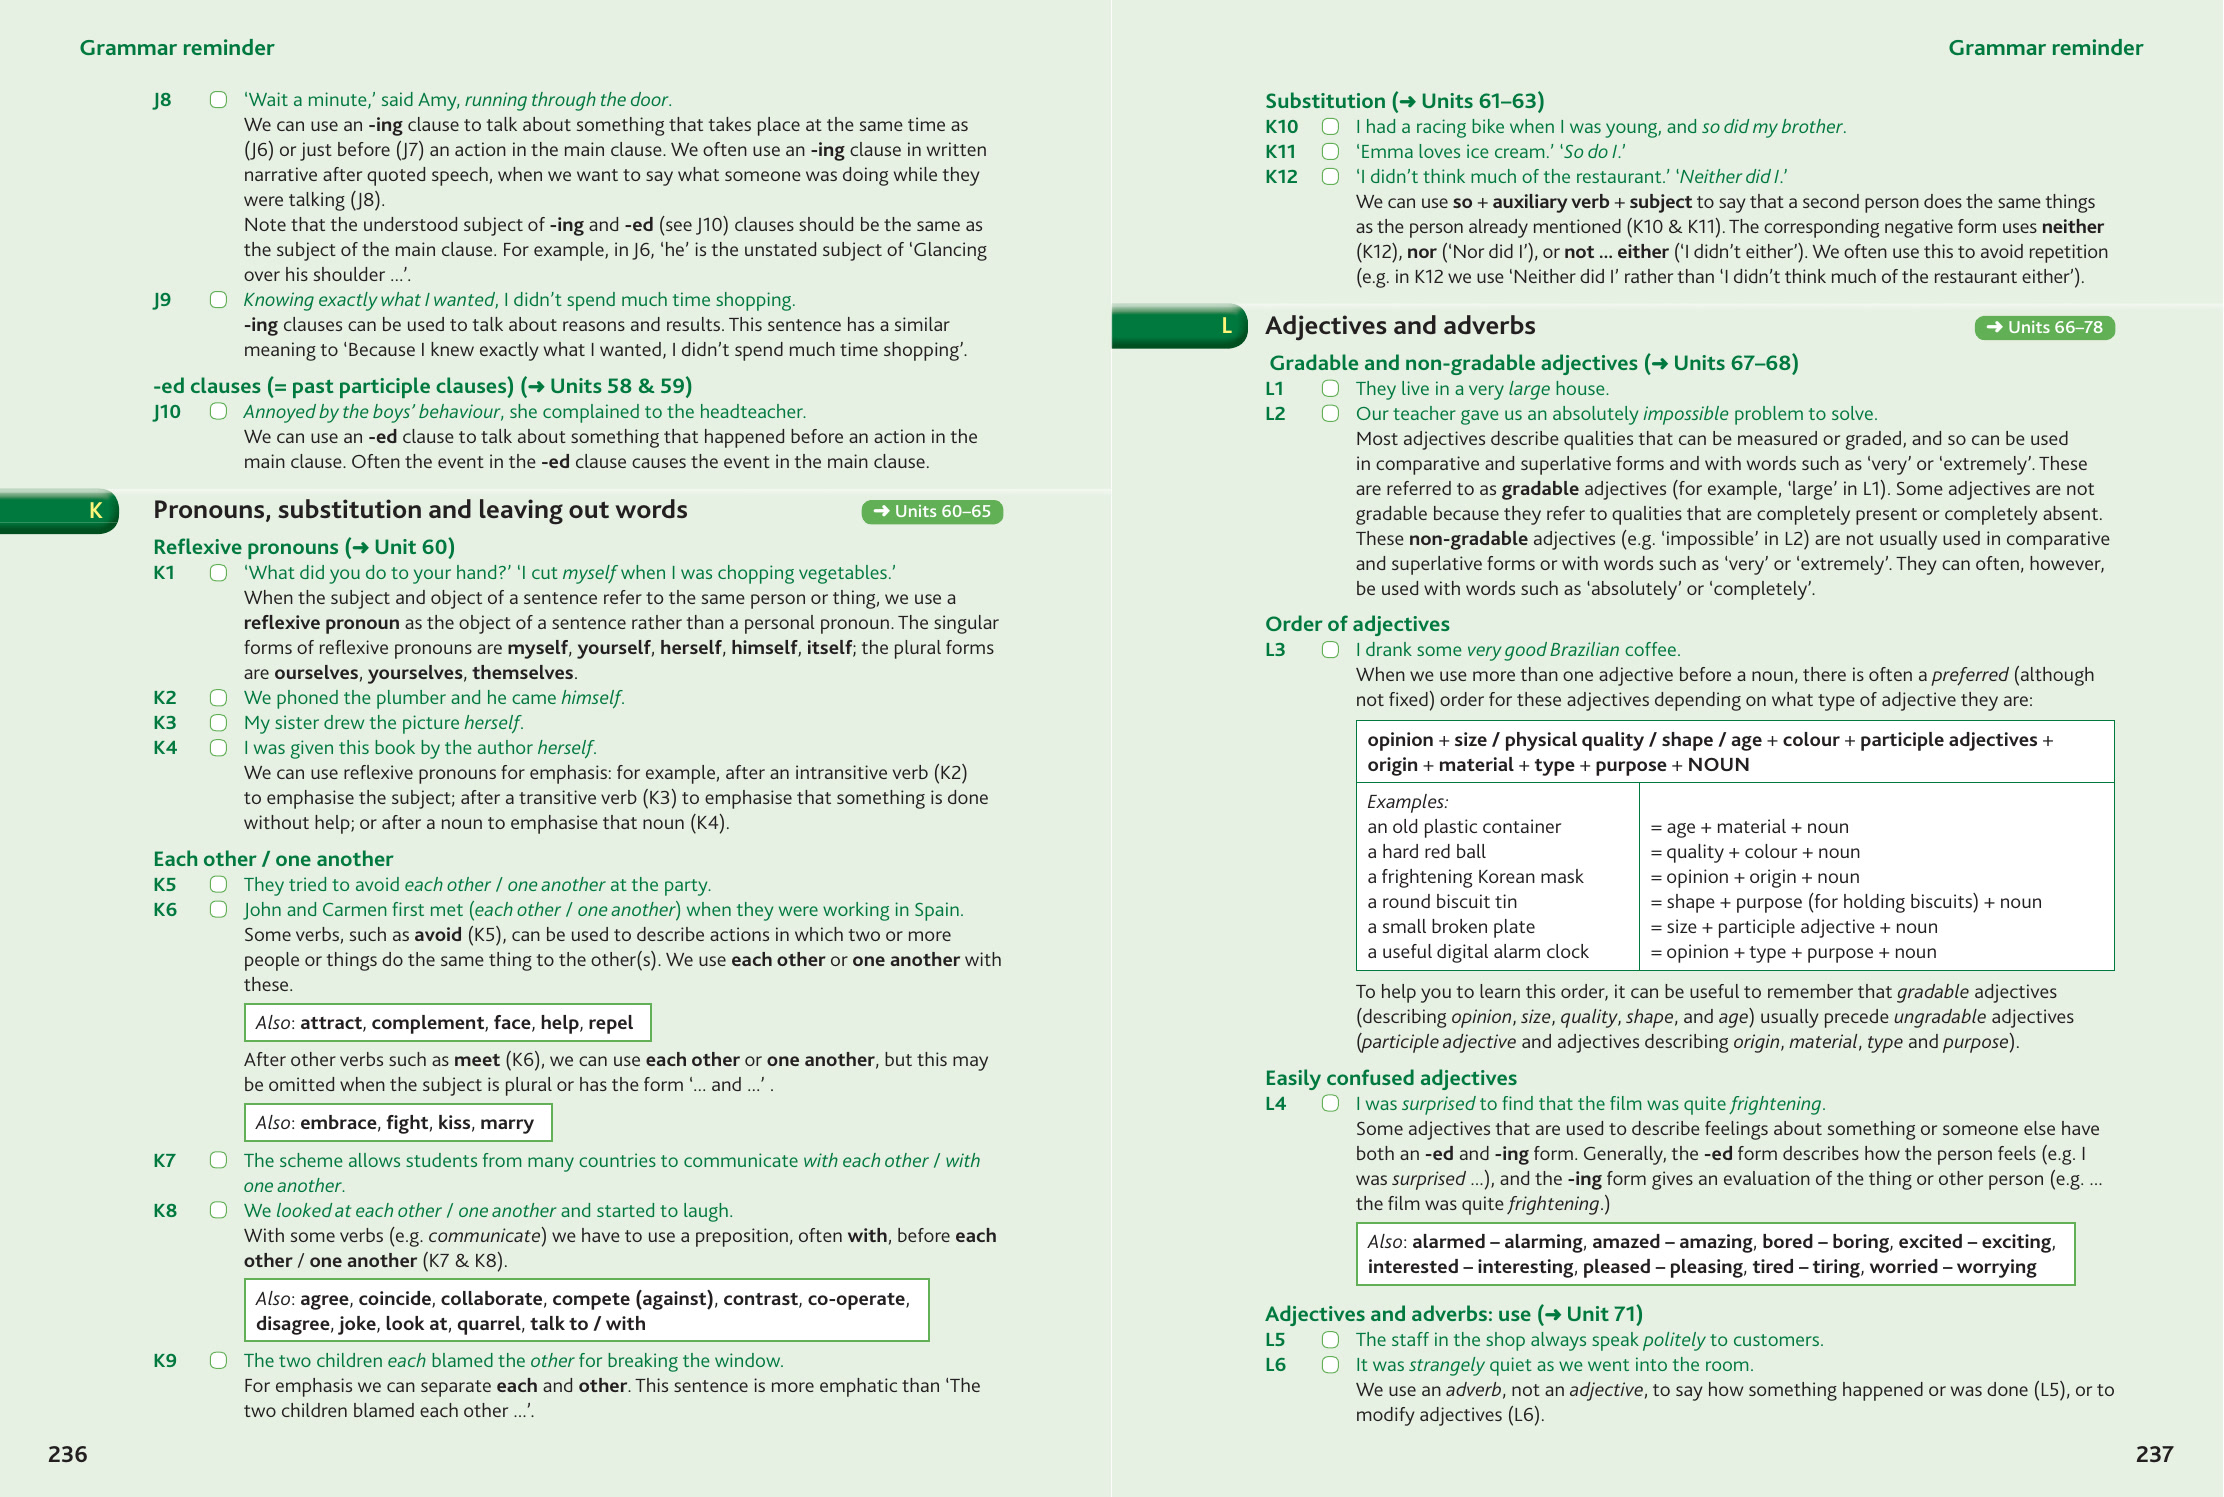 Grammar reminder
J8 ‘Wait a minute,’ said Amy, running through the door.
We can use an -ing clause to talk about something that takes place at the same time as
(J6) or just before (J7) an action in the main clause. We often use an -ing clause in written
narrative after quoted speech, when we want to say what someone was doing while they
were talking (J8).
Note that the understood subject of -ing and -ed (see J10) clauses should be the same as
the subject of the main clause. For example, in J6, ‘he’ is the unstated subject of ‘Glancing
over his shoulder ...’.
J9 Knowing exactly what I wanted, I didn’t spend much time shopping.
-ing clauses can be used to talk about reasons and results. This sentence has a similar
meaning to ‘Because I knew exactly what I wanted, I didn’t spend much time shopping’.
-ed clauses (= past participle clauses) (➜ Units 58 & 59)
J10 Annoyed by the boys’ behaviour, she complained to the headteacher.
We can use an -ed clause to talk about something that happened before an action in the
main clause. Often the event in the -ed clause causes the event in the main clause.
K Pronouns, substitution and leaving out words ➜ Units 60–65
Reflexive pronouns (➜ Unit 60)
K1 ‘What did you do to your hand?’ ‘I cut myself when I was chopping vegetables.’
When the subject and object of a sentence refer to the same person or thing, we use a
reflexive pronoun as the object of a sentence rather than a personal pronoun. The singular
forms of reflexive pronouns are myself, yourself, herself, himself, itself; the plural forms
are ourselves, yourselves, themselves.
K2 We phoned the plumber and he came himself.
K3 My sister drew the picture herself.
K4 I was given this book by the author herself.
We can use reflexive pronouns for emphasis: for example, after an intransitive verb (K2)
to emphasise the subject; after a transitive verb (K3) to emphasise that something is done
without help; or after a noun to emphasise that noun (K4).
Each other / one another
K5 They tried to avoid each other / one another at the party.
K6 John and Carmen first met (each other / one another) when they were working in Spain.
Some verbs, such as avoid (K5), can be used to describe actions in which two or more
people or things do the same thing to the other(s). We use each other or one another with
these.
Also: attract, complement, face, help, repel
After other verbs such as meet (K6), we can use each other or one another, but this may
be omitted when the subject is plural or has the form ‘... and ...’ .
Also: embrace, fight, kiss, marry
K7 The scheme allows students from many countries to communicate with each other / with
one another.
K8 We looked at each other / one another and started to laugh.
With some verbs (e.g. communicate) we have to use a preposition, often with, before each
other / one another (K7 & K8).
Also: agree, coincide, collaborate, compete (against), contrast, co-operate,
disagree, joke, look at, quarrel, talk to / with
K9 The two children each blamed the other for breaking the window.
For emphasis we can separate each and other. This sentence is more emphatic than ‘The
two children blamed each other ...’.
236
Grammar reminder
Substitution (➜ Units 61–63)
K10 I had a racing bike when I was young, and so did my brother.
K11 ‘Emma loves ice cream.’ ‘So do I.’
K12 ‘I didn’t think much of the restaurant.’ ‘Neither did I.’
We can use so + auxiliary verb + subject to say that a second person does the same things
as the person already mentioned (K10 & K11). The corresponding negative form uses neither
(K12), nor (‘Nor did I’), or not ... either (‘I didn’t either’). We often use this to avoid repetition
(e.g. in K12 we use ‘Neither did I’ rather than ‘I didn’t think much of the restaurant either’).
L Adjectives and adverbs ➜ Units 66–78
Gradable and non-gradable adjectives (➜ Units 67–68)
L1 They live in a very large house.
L2 Our teacher gave us an absolutely impossible problem to solve.
Most adjectives describe qualities that can be measured or graded, and so can be used
in comparative and superlative forms and with words such as ‘very’ or ‘extremely’. These
are referred to as gradable adjectives (for example, ‘large’ in L1). Some adjectives are not
gradable because they refer to qualities that are completely present or completely absent.
These non-gradable adjectives (e.g. ‘impossible’ in L2) are not usually used in comparative
and superlative forms or with words such as ‘very’ or ‘extremely’. They can often, however,
be used with words such as ‘absolutely’ or ‘completely’.
Order of adjectives
L3 I drank some very good Brazilian coffee.
When we use more than one adjective before a noun, there is often a preferred (although
not fixed) order for these adjectives depending on what type of adjective they are:
opinion + size / physical quality / shape / age + colour + participle adjectives +
origin + material + type + purpose + NOUN
Examples:
an old plastic container = age + material + noun
a hard red ball = quality + colour + noun
a frightening Korean mask = opinion + origin + noun
a round biscuit tin = shape + purpose (for holding biscuits) + noun
a small broken plate = size + participle adjective + noun
a useful digital alarm clock = opinion + type + purpose + noun
To help you to learn this order, it can be useful to remember that gradable adjectives
(describing opinion, size, quality, shape, and age) usually precede ungradable adjectives
(participle adjective and adjectives describing origin, material, type and purpose).
Easily confused adjectives
L4 I was surprised to find that the film was quite frightening.
Some adjectives that are used to describe feelings about something or someone else have
both an -ed and -ing form. Generally, the -ed form describes how the person feels (e.g. I
was surprised ...), and the -ing form gives an evaluation of the thing or other person (e.g. ...
the film was quite frightening.)
Also: alarmed – alarming, amazed – amazing, bored – boring, excited – exciting,
interested – interesting, pleased – pleasing, tired – tiring, worried – worrying
Adjectives and adverbs: use (➜ Unit 71)
L5 The staff in the shop always speak politely to customers.
L6 It was strangely quiet as we went into the room.
We use an adverb, not an adjective, to say how something happened or was done (L5), or to
modify adjectives (L6).
237